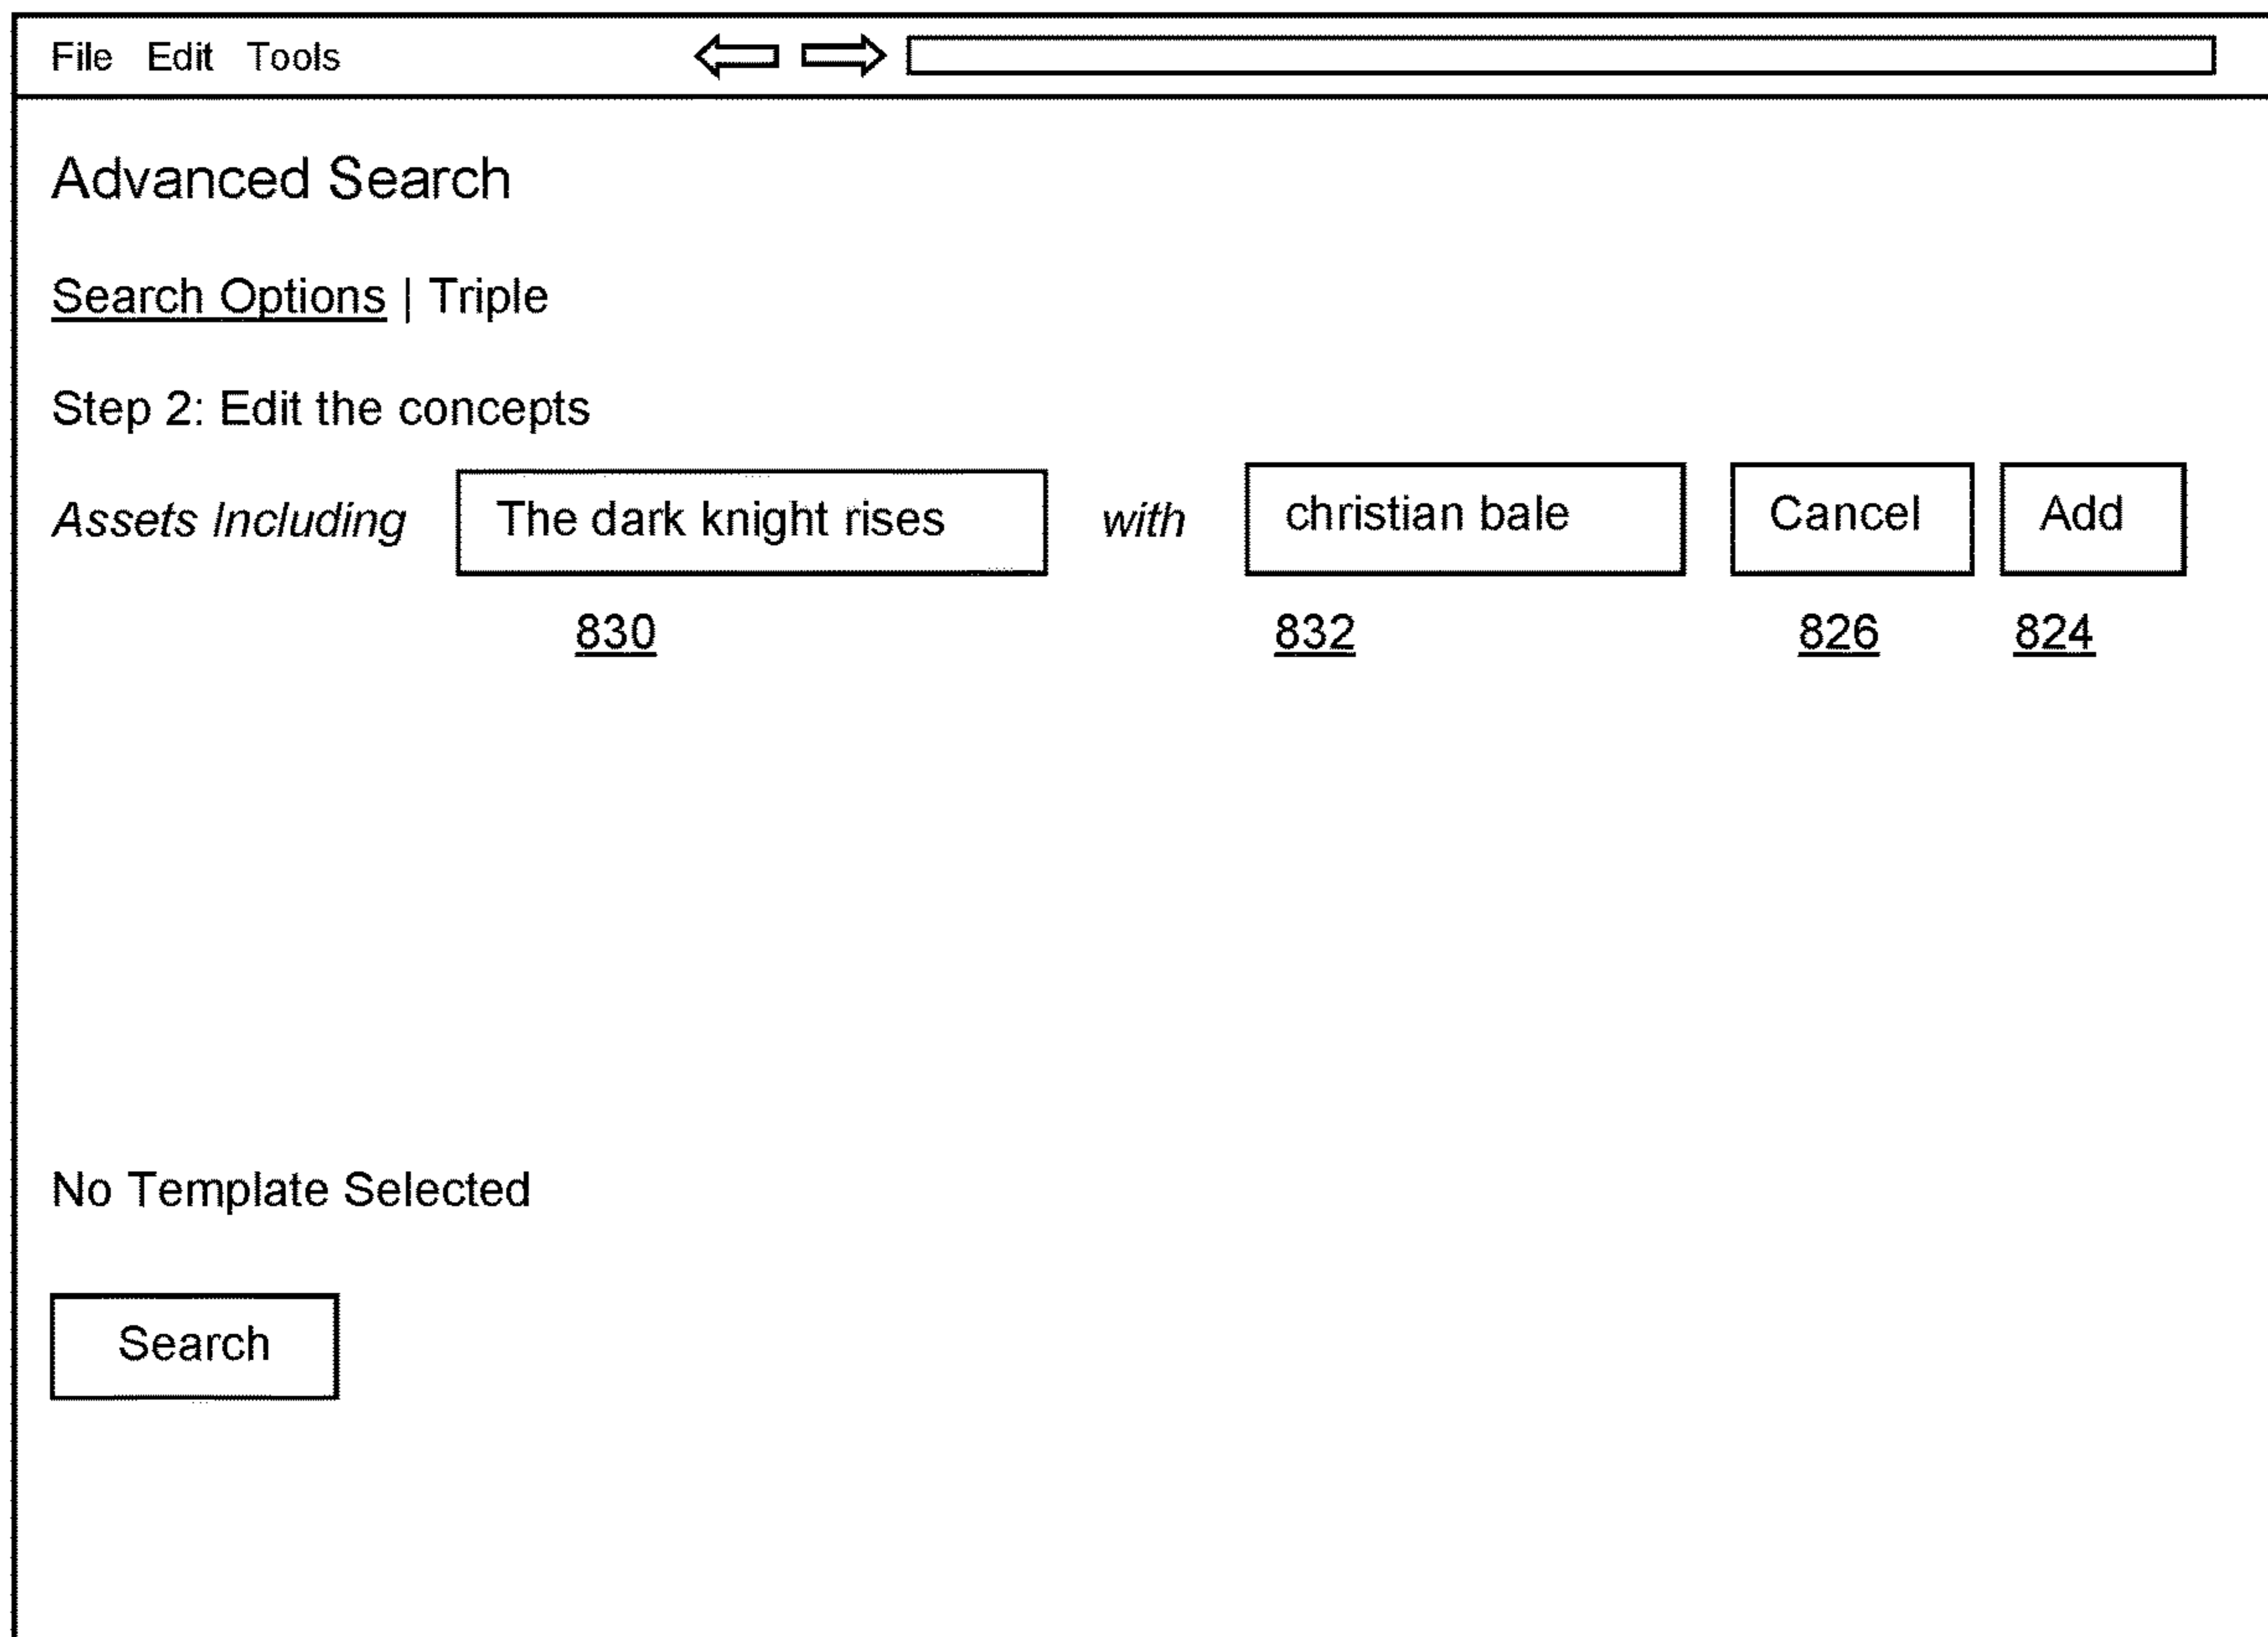 File Edit Tools
Advanced Search
Search Options | Triple
Step 2: Edit the concepts
Assets Including The dark knight rises with christian bale Cancel Add
830 832 826 824
No Template Selected
Search